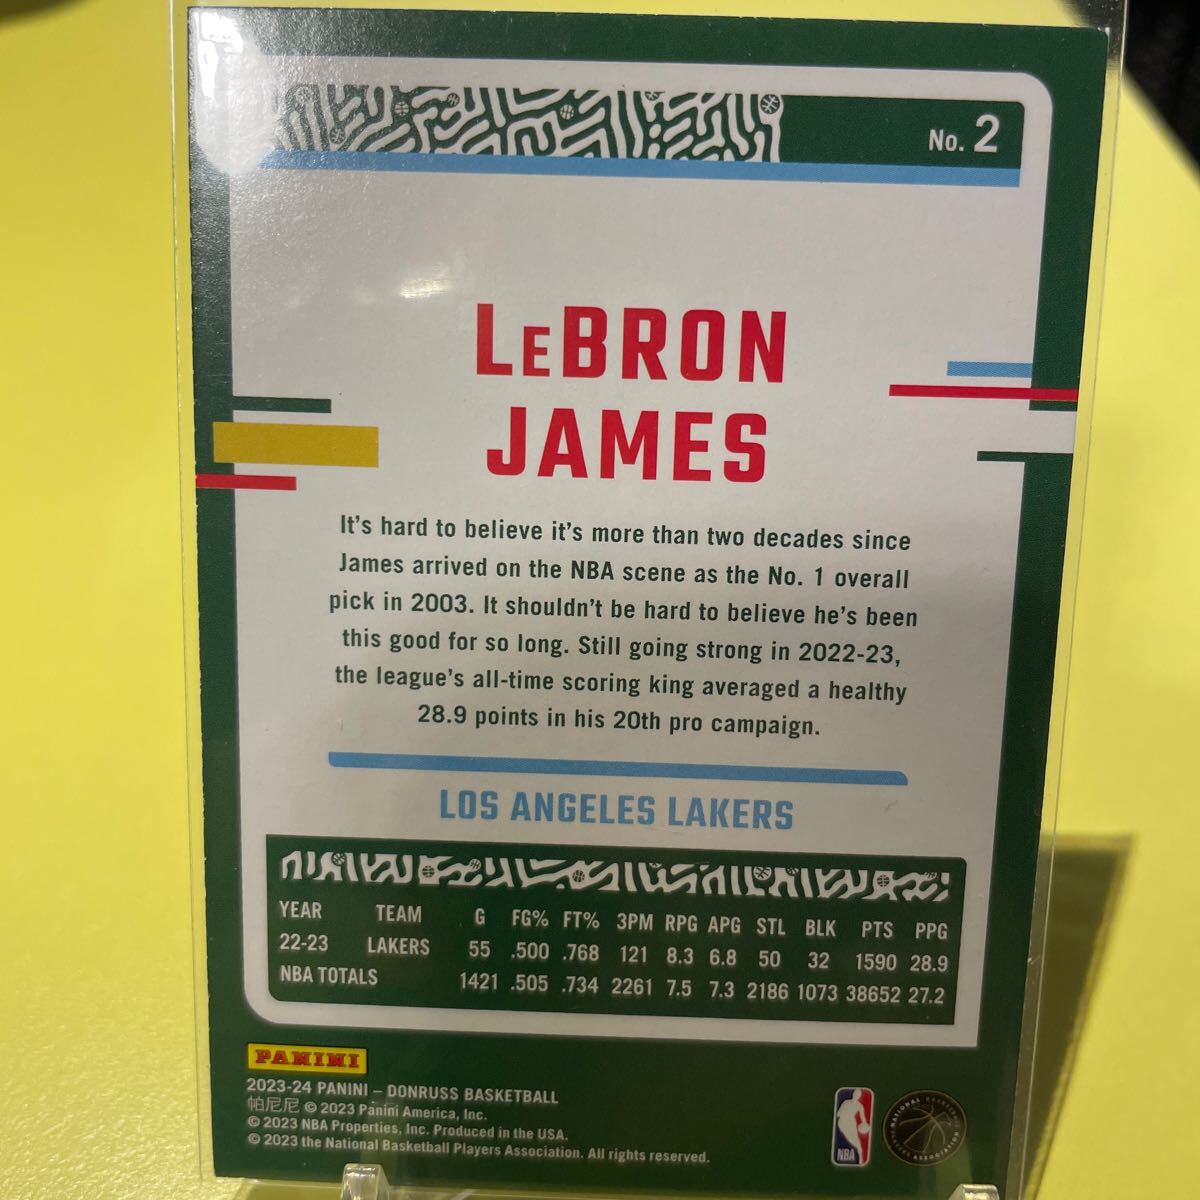 No. 2
LeBRON
JAMES
It's hard to believe it's more than two decades since
James arrived on the NBA scene as the No. 1 overall
pick in 2003. It shouldn't be hard to believe he's been
this good for so long. Still going strong in 2022-23,
the league's all-time scoring king averaged a healthy
28.9 points in his 20th pro campaign.
LOS ANGELES LAKERS
YEAR TEAM G FG% FT% 3PM RPG APG STL BLK PTS PPG
22-23 LAKERS 55 .500 .768 121 8.3 6.8 50 32 1590 28.9
NBA TOTALS 1421 .505 .734 2261 7.5 7.3 2186 1073 38652 27.2
PANINI
2023-24 PANINI – DONRUSS BASKETBALL
帕尼尼 © 2023 Panini America, Inc.
© 2023 NBA Properties, Inc. Produced in the USA.
© 2023 the National Basketball Players Association. All rights reserved.
NBA
NATIONAL BASKETBALL PLAYERS ASSOCIATION